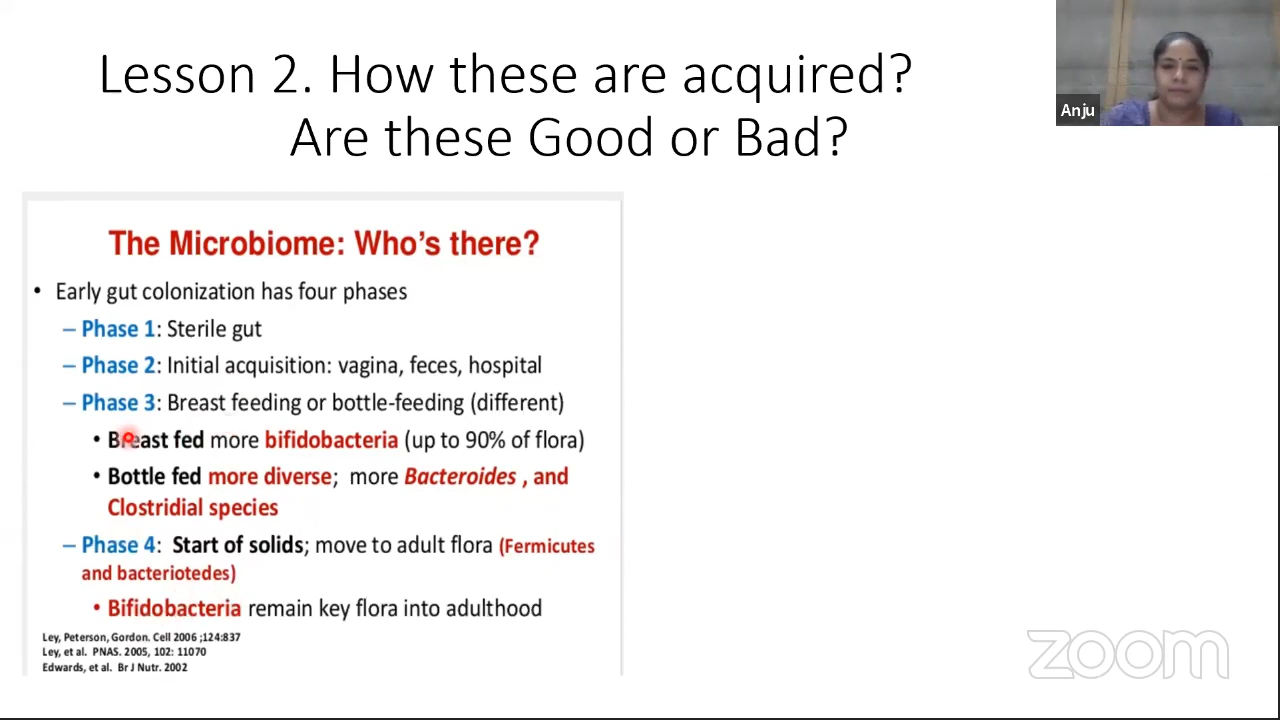 Lesson 2. How these are acquired?
Are these Good or Bad?
Anju
The Microbiome: Who's there?
• Early gut colonization has four phases
– Phase 1: Sterile gut
– Phase 2: Initial acquisition: vagina, feces, hospital
– Phase 3: Breast feeding or bottle-feeding (different)
• Breast fed more bifidobacteria (up to 90% of flora)
• Bottle fed more diverse; more Bacteroides , and
Clostridial species
– Phase 4: Start of solids; move to adult flora (Fermicutes
and bacteriotedes)
• Bifidobacteria remain key flora into adulthood
Ley, Peterson, Gordon. Cell 2006 ;124:837
Ley, et al. PNAS. 2005, 102: 11070
Edwards, et al. Br J Nutr. 2002
zoom